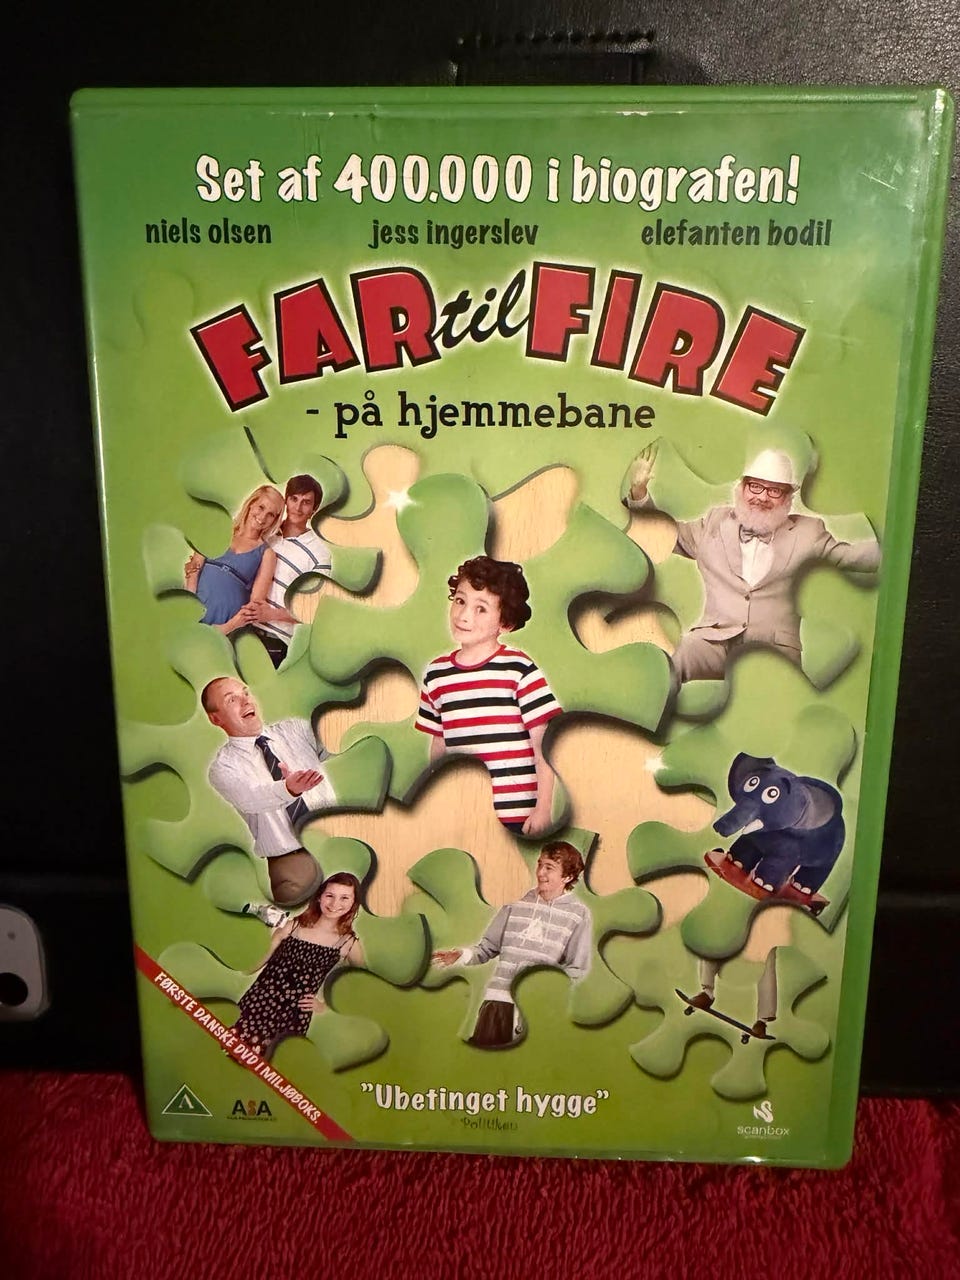 Set af 400.000 i biografen!
niels olsen jess ingerslev elefanten bodil
FAR til FIRE
- på hjemmebane
FØRSTE DANSKE DVD I MILJØBOKS.
A
ASA
"Ubetinget hygge"
Politiken
scanbox